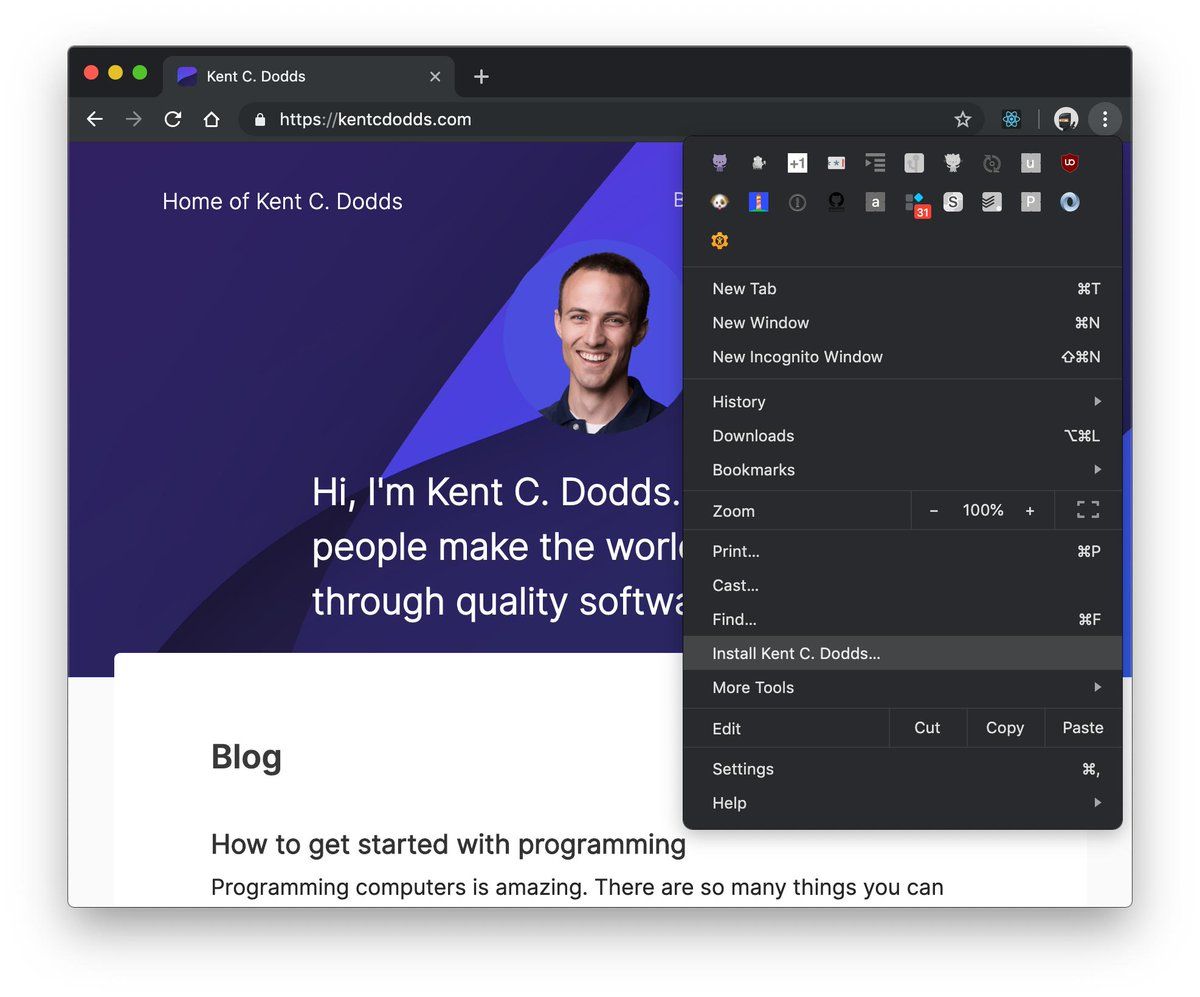 Kent C. Dodds
https://kentcdodds.com
+1
u
UO
a
31
S
P
Home of Kent C. Dodds
B
New Tab ⌘T
New Window ⌘N
New Incognito Window ⇧⌘N
History
Downloads ⌥⌘L
Bookmarks
Zoom − 100% +
Print... ⌘P
Cast...
Find... ⌘F
Install Kent C. Dodds...
More Tools
Edit Cut Copy Paste
Settings ⌘,
Help
Hi, I'm Kent C. Dodds.
people make the world
through quality softwa
Blog
How to get started with programming
Programming computers is amazing. There are so many things you can